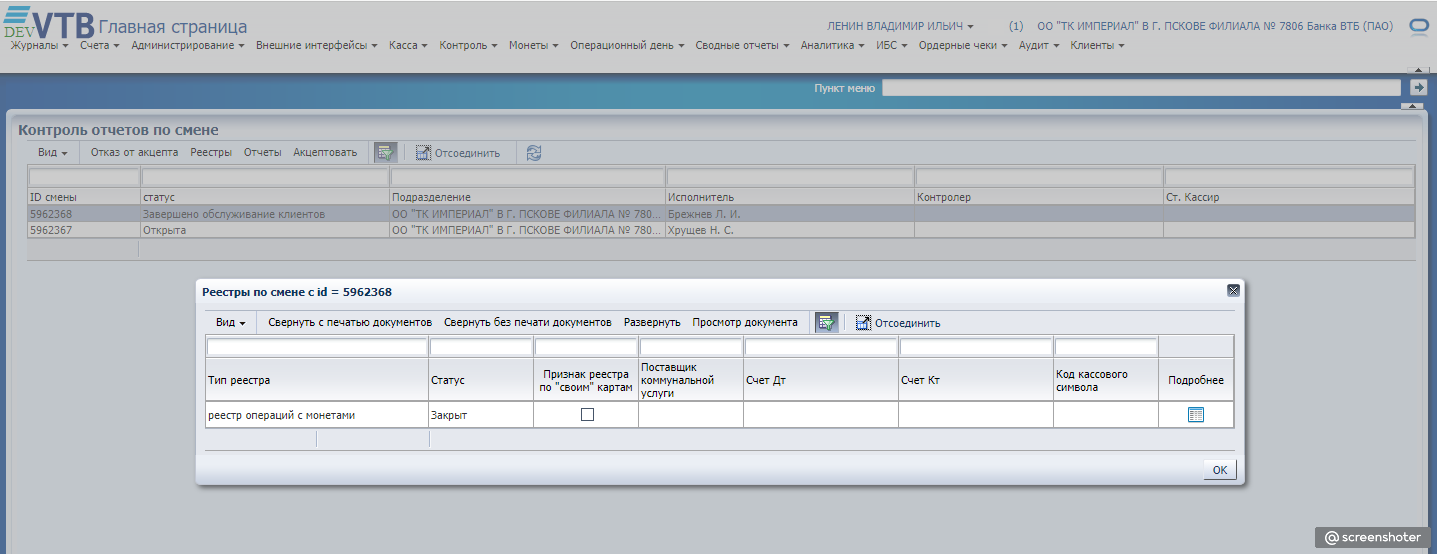 DEV VTB Главная страница
ЛЕНИН ВЛАДИМИР ИЛЬИЧ (1) ОО "ТК ИМПЕРИАЛ" В Г. ПСКОВЕ ФИЛИАЛА № 7806 Банка ВТБ (ПАО)
Журналы Счета Администрирование Внешние интерфейсы Касса Контроль Монеты Операционный день Сводные отчеты Аналитика ИБС Ордерные чеки Аудит Клиенты
Пункт меню
Контроль отчетов по смене
Вид Отказ от акцепта Реестры Отчеты Акцептовать Отсоединить
ID смены статус Подразделение Исполнитель Контролер Ст. Кассир
5962368 Завершено обслуживание клиентов ОО "ТК ИМПЕРИАЛ" В Г. ПСКОВЕ ФИЛИАЛА № 780... Брежнев Л. И.
5962367 Открыта ОО "ТК ИМПЕРИАЛ" В Г. ПСКОВЕ ФИЛИАЛА № 780... Хрущев Н. С.
Реестры по смене с id = 5962368
Вид Свернуть с печатью документов Свернуть без печати документов Развернуть Просмотр документа Отсоединить
Тип реестра
Статус
Признак реестра
по "своим" картам
Поставщик
коммунальной
услуги
Счет Дт
Счет Кт
Код кассового
символа
Подробнее
реестр операций с монетами Закрыт
OK
@screenshoter